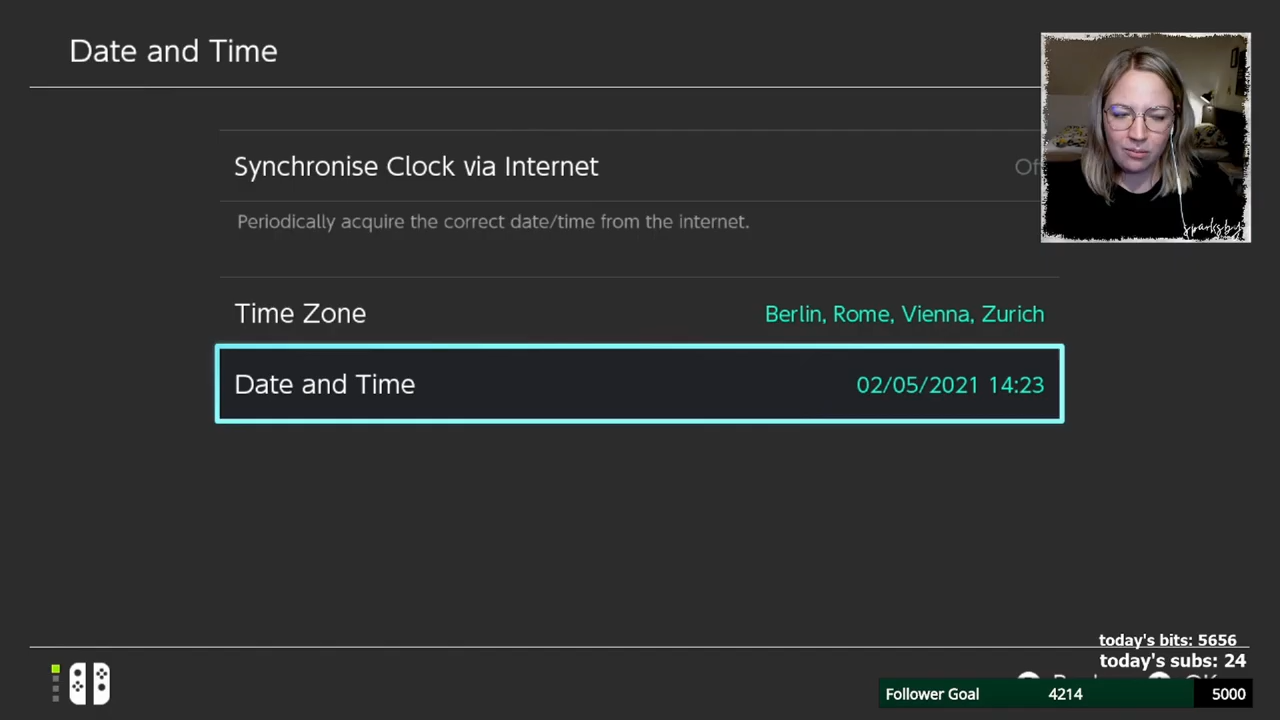 Date and Time
Synchronise Clock via Internet
Periodically acquire the correct date/time from the internet.
Time Zone Berlin, Rome, Vienna, Zurich
Date and Time 02/05/2021 14:23
sparksby
today's bits: 5656
today's subs: 24
Follower Goal 4214 5000